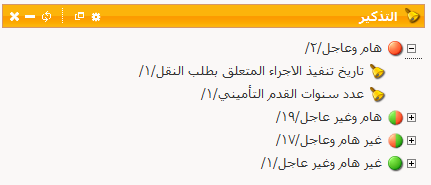 التذكير
هام وعاجل/٢/
تاريخ تنفيذ الاجراء المتعلق بطلب النقل/١/
عدد سنوات القدم التأميني/١/
هام وغير عاجل/١٩/
غير هام وعاجل/١٧/
غير هام وغير عاجل/١/